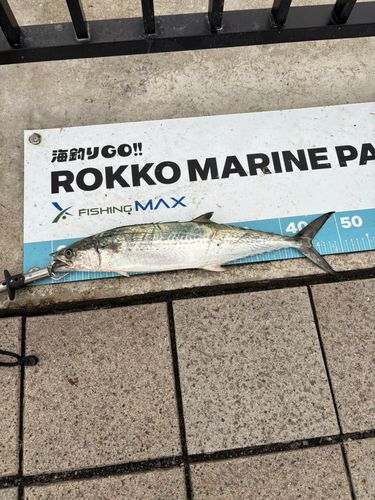 海釣りGO!!
ROKKO MARINE PA
FISHING MAX
40 50